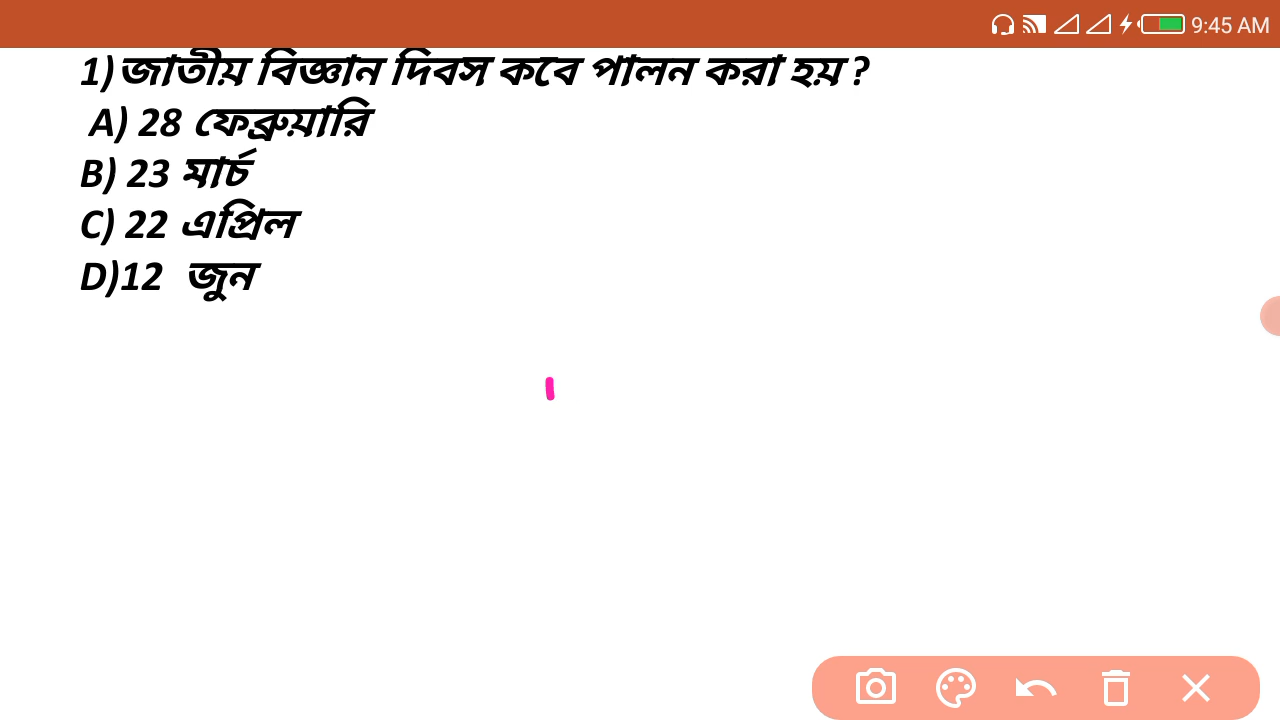 9:45 AM
1)জাতীয় বিজ্ঞান দিবস কবে পালন করা হয় ?
A) 28 ফেব্রুয়ারি
B) 23 মার্চ
C) 22 এপ্রিল
D)12 জুন